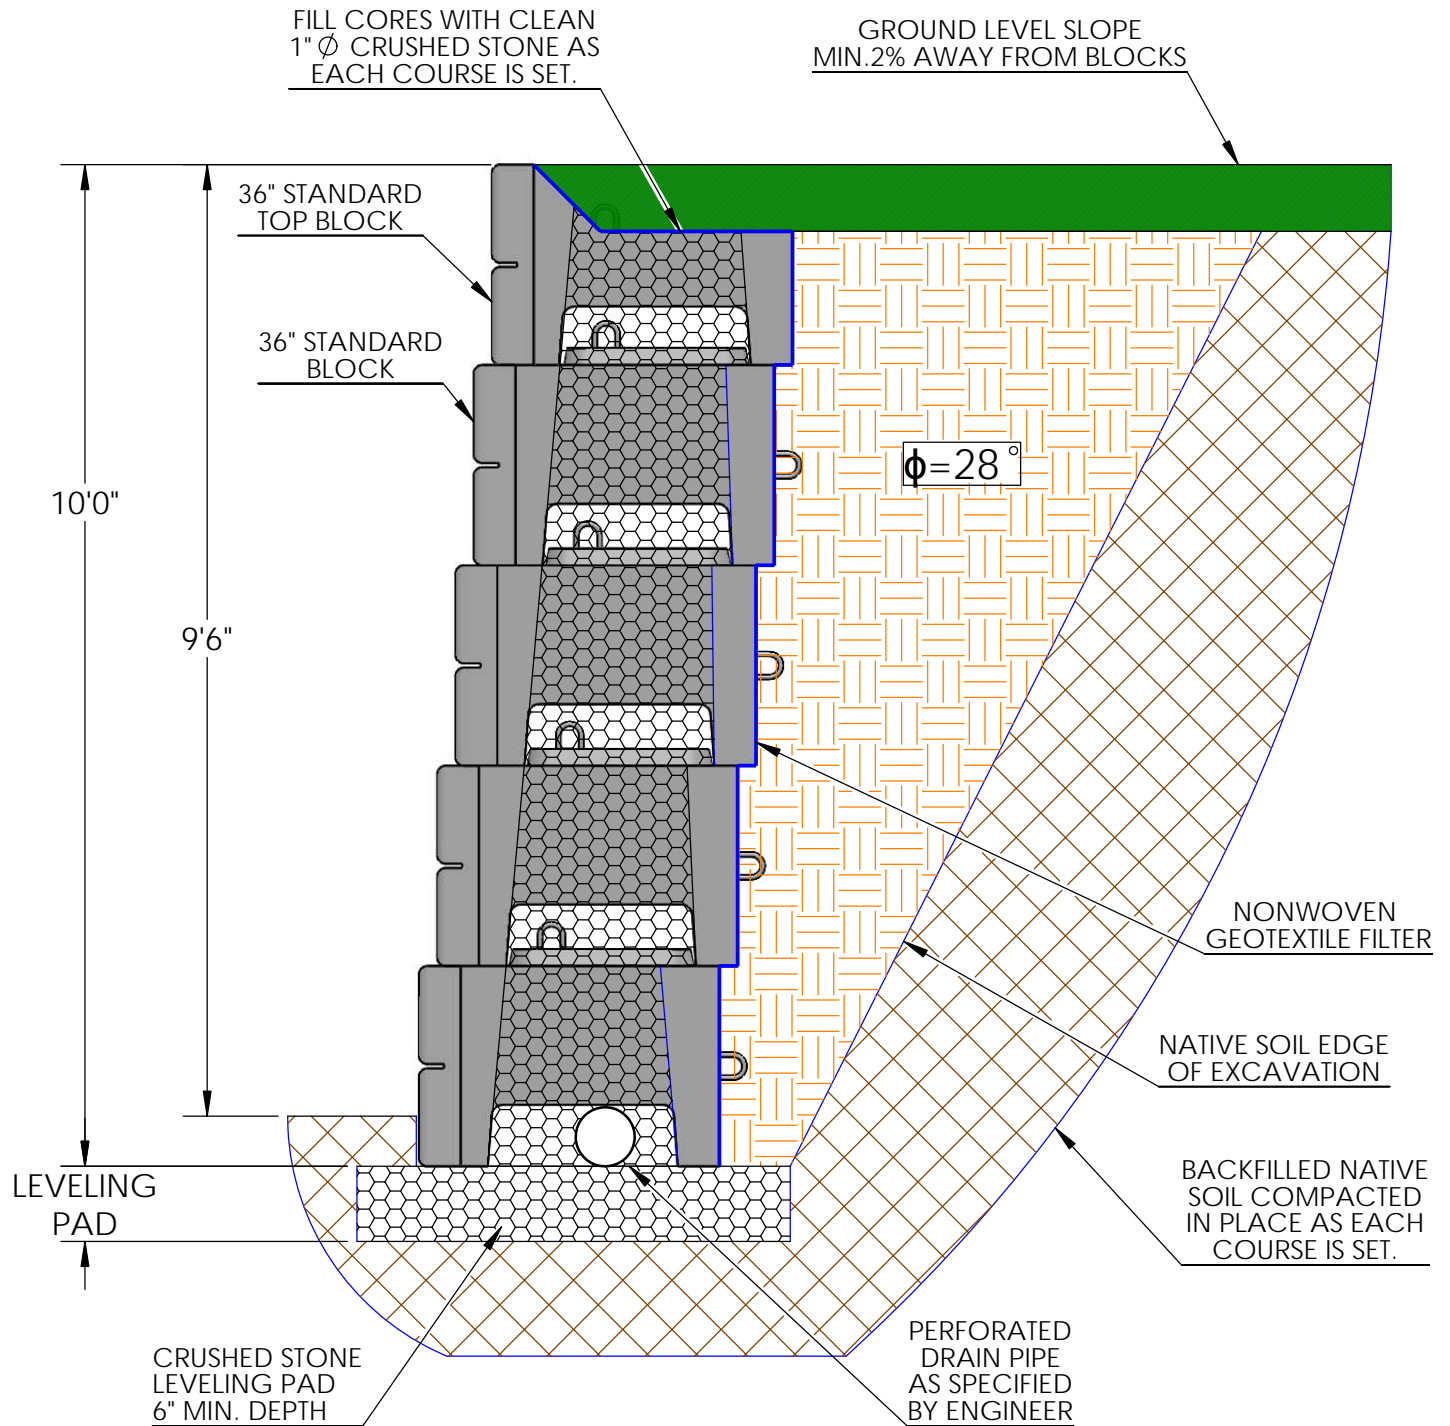 FILL CORES WITH CLEAN
1" Ø CRUSHED STONE AS
EACH COURSE IS SET.
GROUND LEVEL SLOPE
MIN.2% AWAY FROM BLOCKS
36" STANDARD
TOP BLOCK
36" STANDARD
BLOCK
10'0"
9'6"
ϕ=28°
NONWOVEN
GEOTEXTILE FILTER
NATIVE SOIL EDGE
OF EXCAVATION
LEVELING
PAD
BACKFILLED NATIVE
SOIL COMPACTED
IN PLACE AS EACH
COURSE IS SET.
CRUSHED STONE
LEVELING PAD
6" MIN. DEPTH
PERFORATED
DRAIN PIPE
AS SPECIFIED
BY ENGINEER